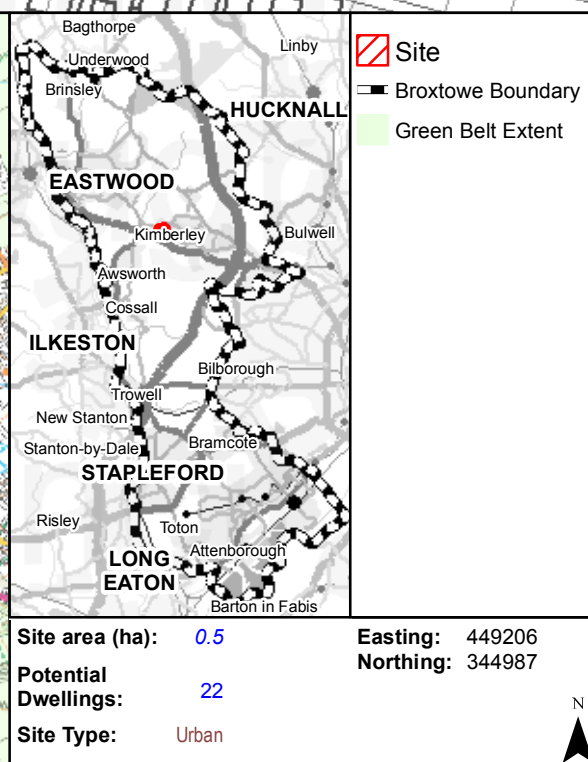 Bagthorpe
Linby
Underwood
Brinsley
HUCKNALL
EASTWOOD
Kimberley
Bulwell
Awsworth
Cossall
ILKESTON
Bilborough
Trowell
New Stanton
Bramcote
Stanton-by-Dale
STAPLEFORD
Risley
Toton
Attenborough
LONG
EATON
Barton in Fabis
Site
Broxtowe Boundary
Green Belt Extent
Site area (ha): 0.5
Potential
Dwellings: 22
Site Type: Urban
Easting: 449206
Northing: 344987
N